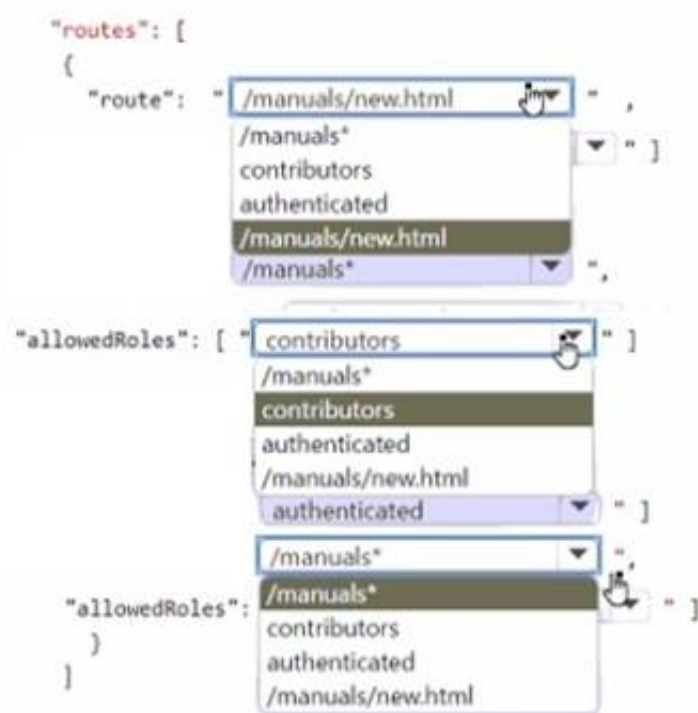 "routes": [
{
"route": " /manuals/new.html " ,
/manuals*
" ]
contributors
authenticated
/manuals/new.html
/manuals* ",
"allowedRoles": [ " contributors " ]
/manuals*
contributors
authenticated
/manuals/new.html
authenticated " ]
/manuals* ",
/manuals*
"allowedRoles": " ]
contributors
}
authenticated
]
/manuals/new.html